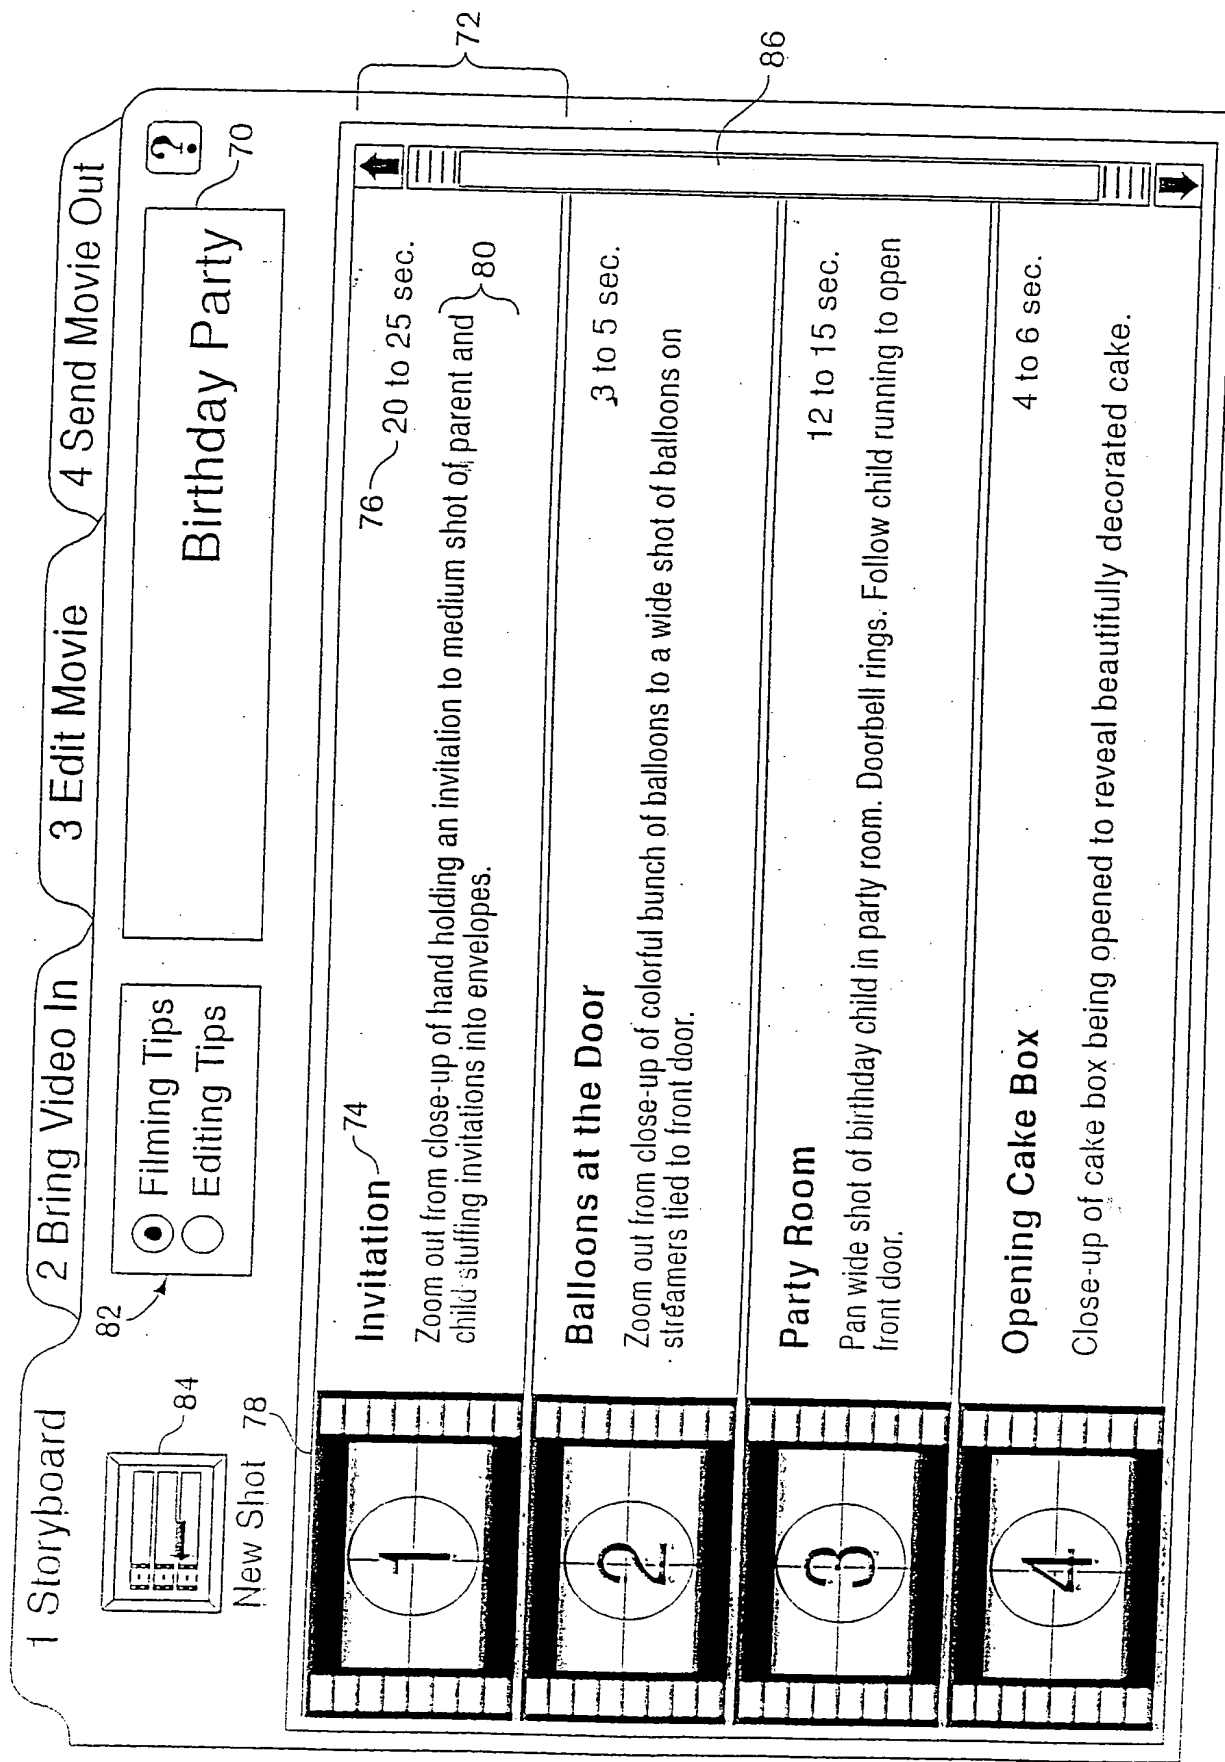 1 Storyboard
2 Bring Video In
3 Edit Movie
4 Send Movie Out
84
New Shot
82
Filming Tips
Editing Tips
Birthday Party
70
?
78
72
1
Invitation 74
76 20 to 25 sec.
Zoom out from close-up of hand holding an invitation to medium shot of parent and
child stuffing invitations into envelopes.
80
86
2
Balloons at the Door
3 to 5 sec.
Zoom out from close-up of colorful bunch of balloons to a wide shot of balloons on
streamers tied to front door.
3
Party Room
12 to 15 sec.
Pan wide shot of birthday child in party room. Doorbell rings. Follow child running to open
front door.
4
Opening Cake Box
4 to 6 sec.
Close-up of cake box being opened to reveal beautifully decorated cake.